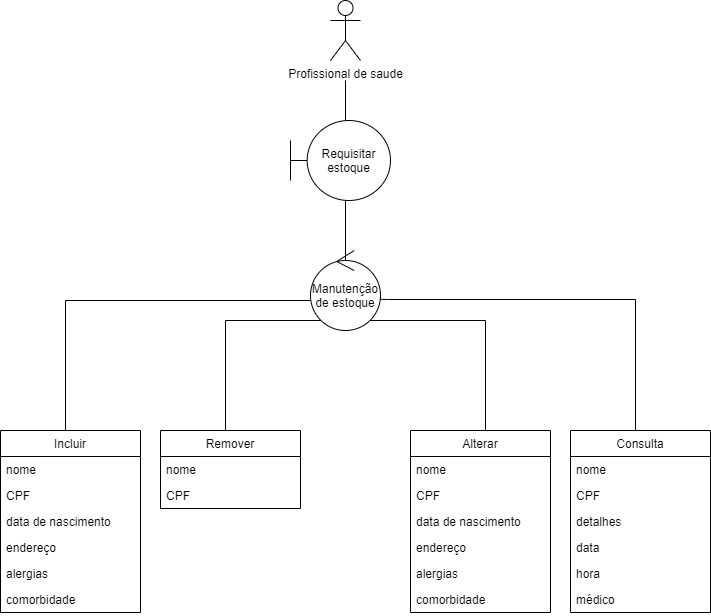 Profissional de saude
Requisitar
estoque
Manutenção
de estoque
Incluir
nome
CPF
data de nascimento
endereço
alergias
comorbidade
Remover
nome
CPF
Alterar
nome
CPF
data de nascimento
endereço
alergias
comorbidade
Consulta
nome
CPF
detalhes
data
hora
médico